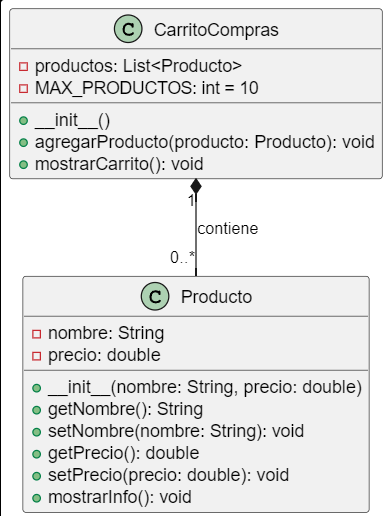 C CarritoCompras
productos: List<Producto>
MAX_PRODUCTOS: int = 10
__init__()
agregarProducto(producto: Producto): void
mostrarCarrito(): void
1
contiene
0..*
C Producto
nombre: String
precio: double
__init__(nombre: String, precio: double)
getNombre(): String
setNombre(nombre: String): void
getPrecio(): double
setPrecio(precio: double): void
mostrarInfo(): void